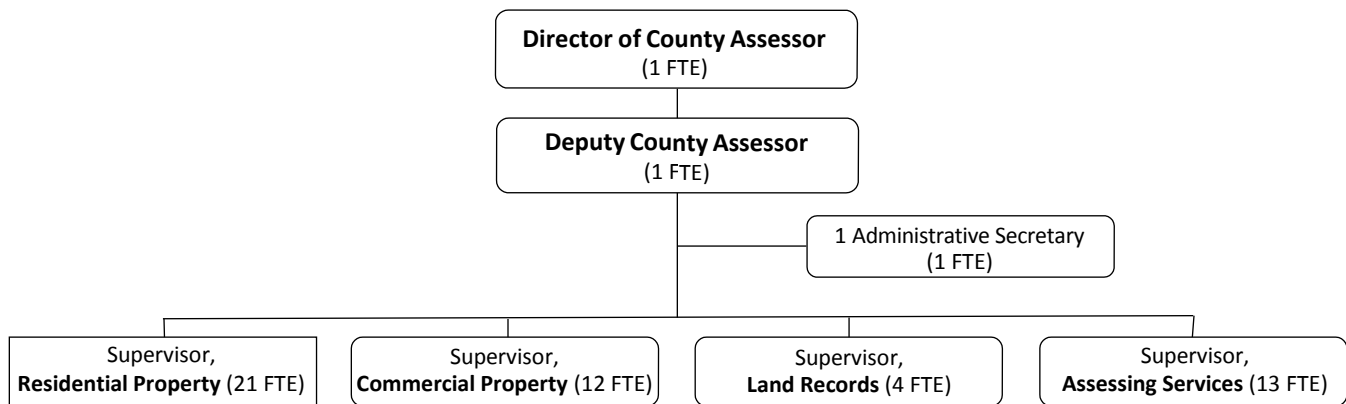 Director of County Assessor
(1 FTE)
Deputy County Assessor
(1 FTE)
1 Administrative Secretary
(1 FTE)
Supervisor,
Residential Property (21 FTE)
Supervisor,
Commercial Property (12 FTE)
Supervisor,
Land Records (4 FTE)
Supervisor,
Assessing Services (13 FTE)